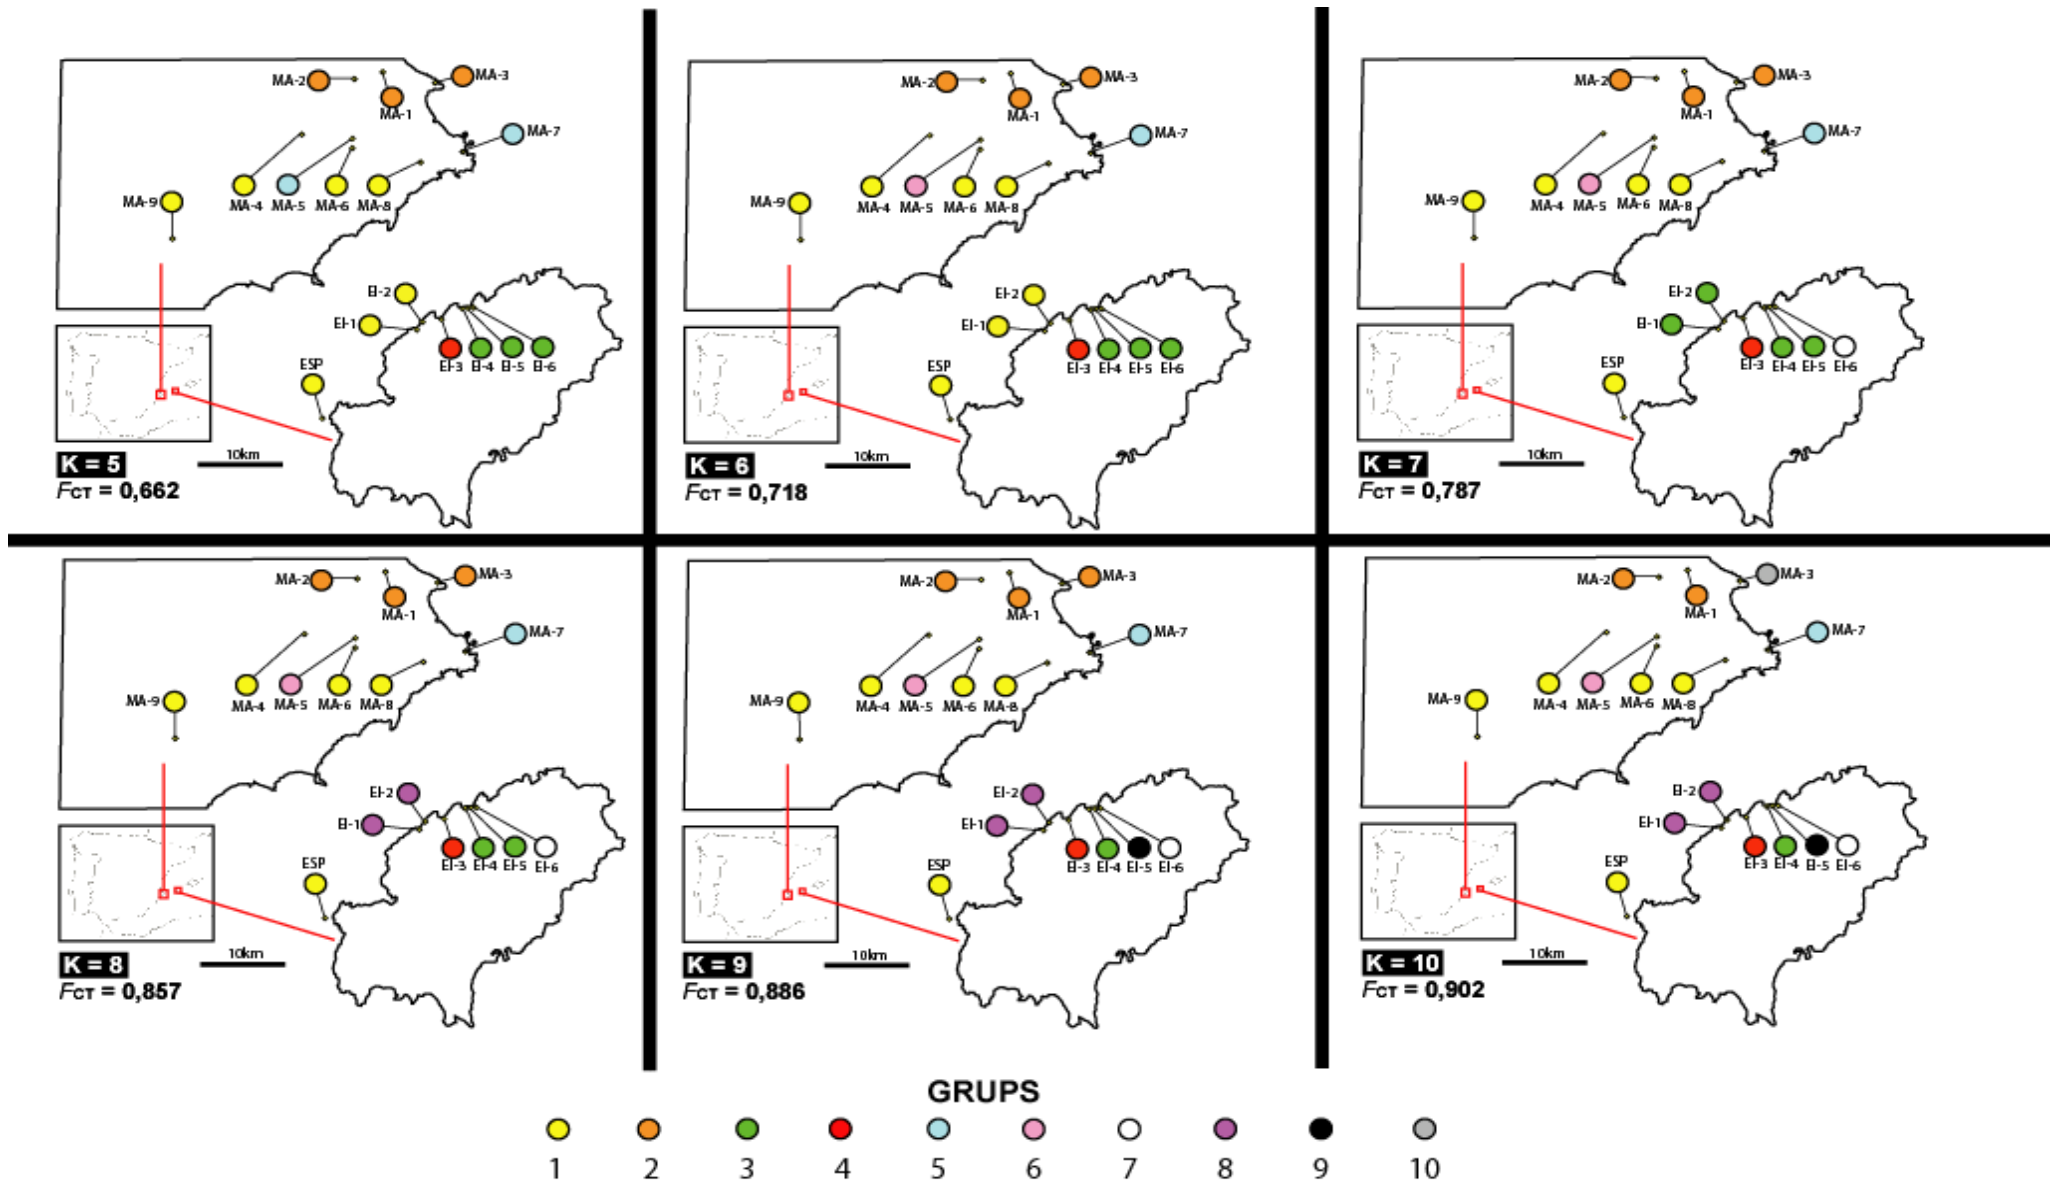 MA-2
MA-3
MA-1
MA-7
MA-9
MA-4
MA-5
MA-6
MA-8
EI-2
EI-1
EI-3
EI-4
EI-5
EI-6
ESP
10km
K = 5
FCT = 0,662
MA-2
MA-3
MA-1
MA-7
MA-9
MA-4
MA-5
MA-6
MA-8
EI-2
EI-1
EI-3
EI-4
EI-5
EI-6
ESP
10km
K = 6
FCT = 0,718
MA-2
MA-3
MA-1
MA-7
MA-9
MA-4
MA-5
MA-6
MA-8
EI-2
EI-1
EI-3
EI-4
EI-5
EI-6
ESP
10km
K = 7
FCT = 0,787
MA-2
MA-3
MA-1
MA-7
MA-9
MA-4
MA-5
MA-6
MA-8
EI-2
EI-1
EI-3
EI-4
EI-5
EI-6
ESP
10km
K = 8
FCT = 0,857
MA-2
MA-3
MA-1
MA-7
MA-9
MA-4
MA-5
MA-6
MA-8
EI-2
EI-1
EI-3
EI-4
EI-5
EI-6
ESP
10km
K = 9
FCT = 0,886
MA-2
MA-3
MA-1
MA-7
MA-9
MA-4
MA-5
MA-6
MA-8
EI-2
EI-1
EI-3
EI-4
EI-5
EI-6
ESP
10km
K = 10
FCT = 0,902
GRUPS
1 2 3 4 5 6 7 8 9 10